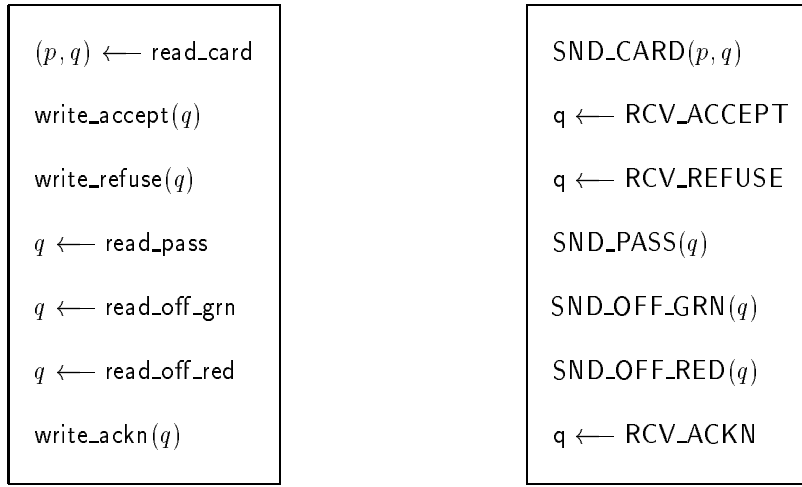 (p, q) ⟵ read_card
write_accept(q)
write_refuse(q)
q ⟵ read_pass
q ⟵ read_off_grn
q ⟵ read_off_red
write_ackn(q)
SND_CARD(p, q)
q ⟵ RCV_ACCEPT
q ⟵ RCV_REFUSE
SND_PASS(q)
SND_OFF_GRN(q)
SND_OFF_RED(q)
q ⟵ RCV_ACKN